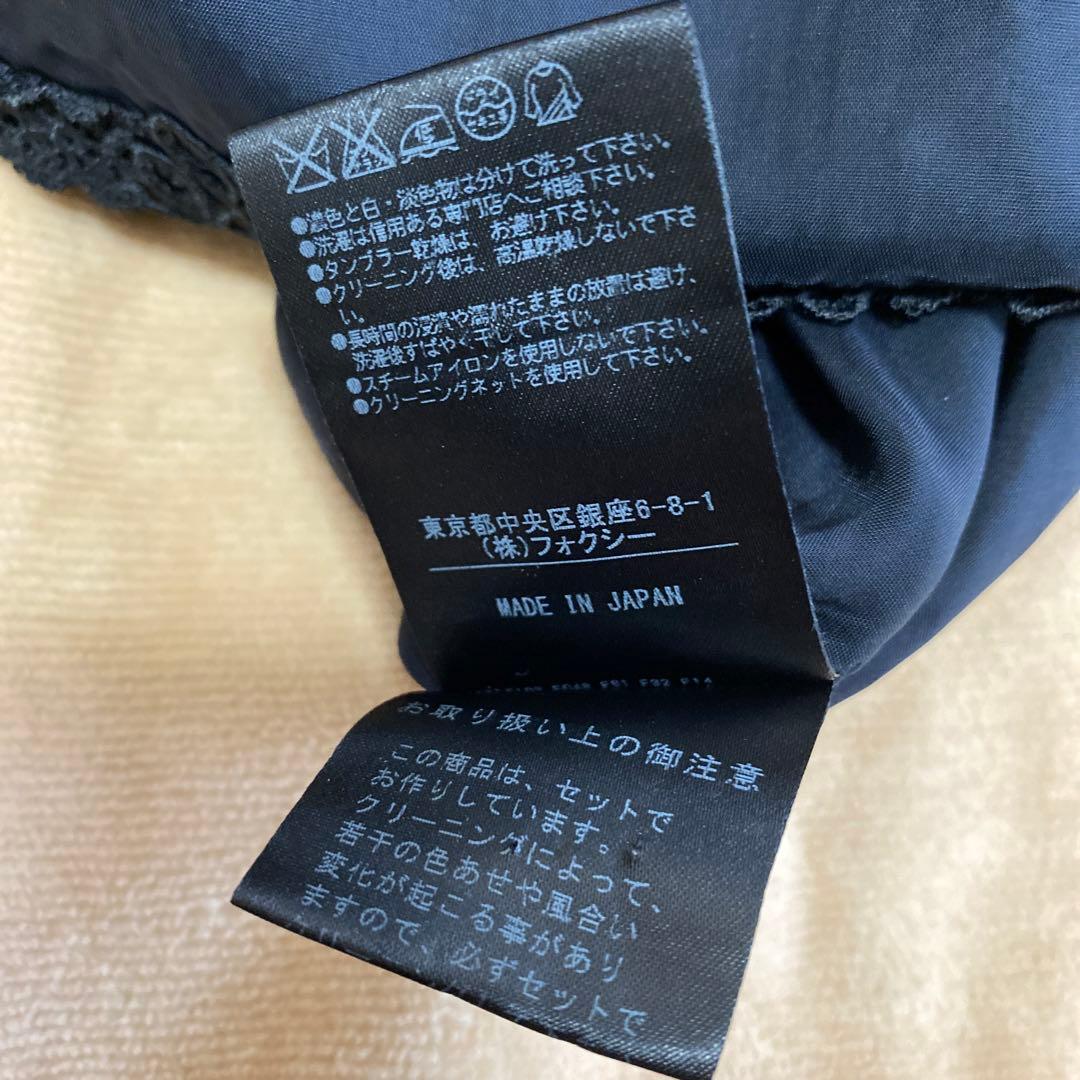 ドライ
セキユ系
●濃色と白・淡色物は分けて洗って下さい。
●洗濯は信用ある専門店へご相談下さい。
●タンブラー乾燥は、お避け下さい。
●クリーニング後は、高温乾燥しないで下さ
い。
●長時間の浸漬や濡れたままの放置は避け、
洗濯後すばやく干して下さい。
●スチームアイロンを使用しないで下さい。
●クリーニングネットを使用して下さい。
東京都中央区銀座6-8-1
(株)フォクシー
MADE IN JAPAN
お取り扱い上の御注意
この商品は、セットで
お作りしています。
クリーニングによって、
若干の色あせや風合い
変化が起こる事があり
ますので、必ずセットで